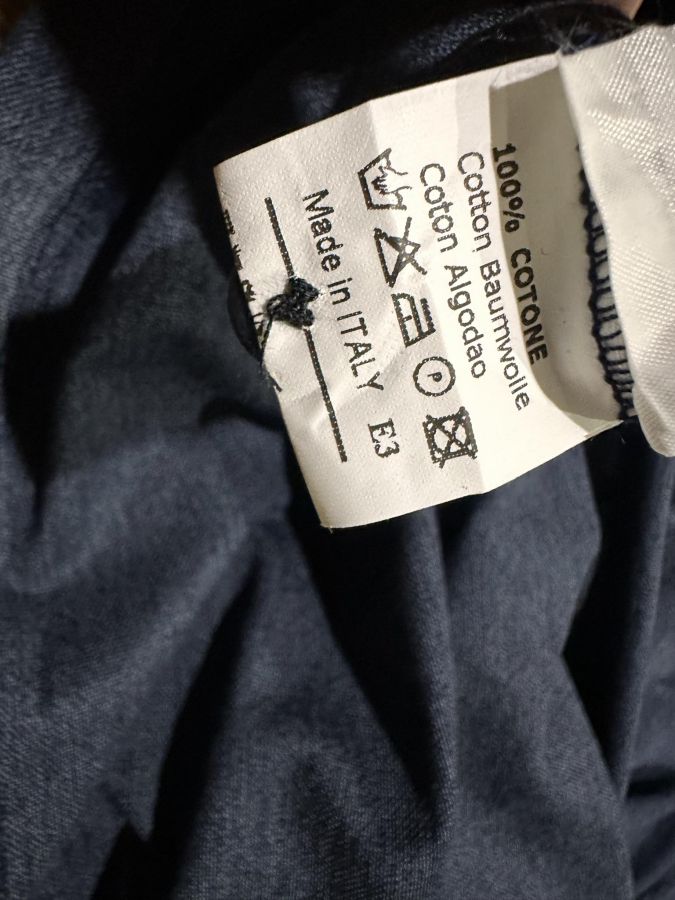 100% COTONE
Cotton Baumwolle
Coton Algodao
P
Made in ITALY E3